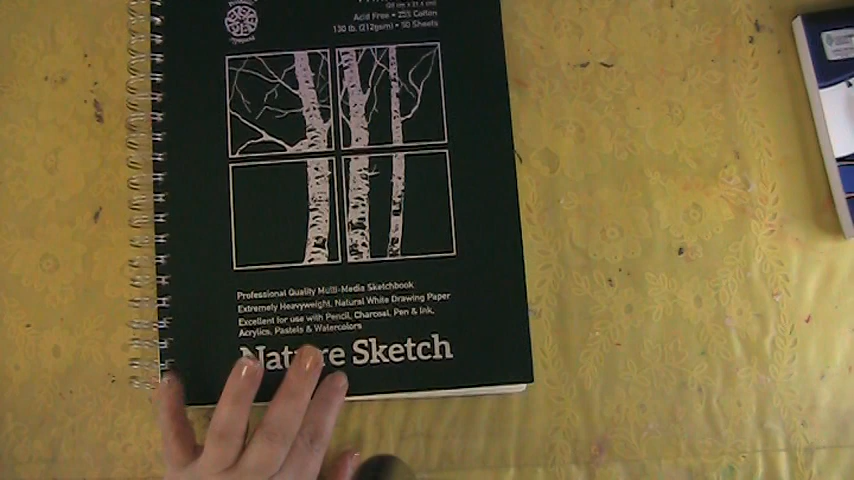 Acid Free • 25% Cotton
130 lb. (212gsm) • 50 Sheets
Professional Quality Multi-Media Sketchbook
Extremely Heavyweight, Natural White Drawing Paper
Excellent for use with Pencil, Charcoal, Pen & Ink,
Acrylics, Pastels & Watercolors
Nature Sketch